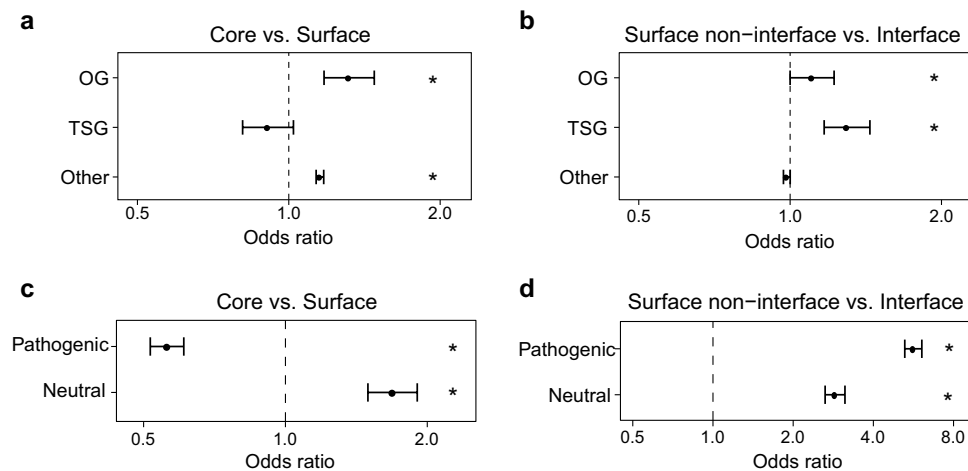 a
Core vs. Surface
OG
*
TSG
Other
*
0.5
1.0
2.0
Odds ratio
b
Surface non−interface vs. Interface
OG
*
TSG
*
Other
0.5
1.0
2.0
Odds ratio
c
Core vs. Surface
Pathogenic
*
Neutral
*
0.5
1.0
2.0
Odds ratio
d
Surface non−interface vs. Interface
Pathogenic
*
Neutral
*
0.5
1.0
2.0
4.0
8.0
Odds ratio